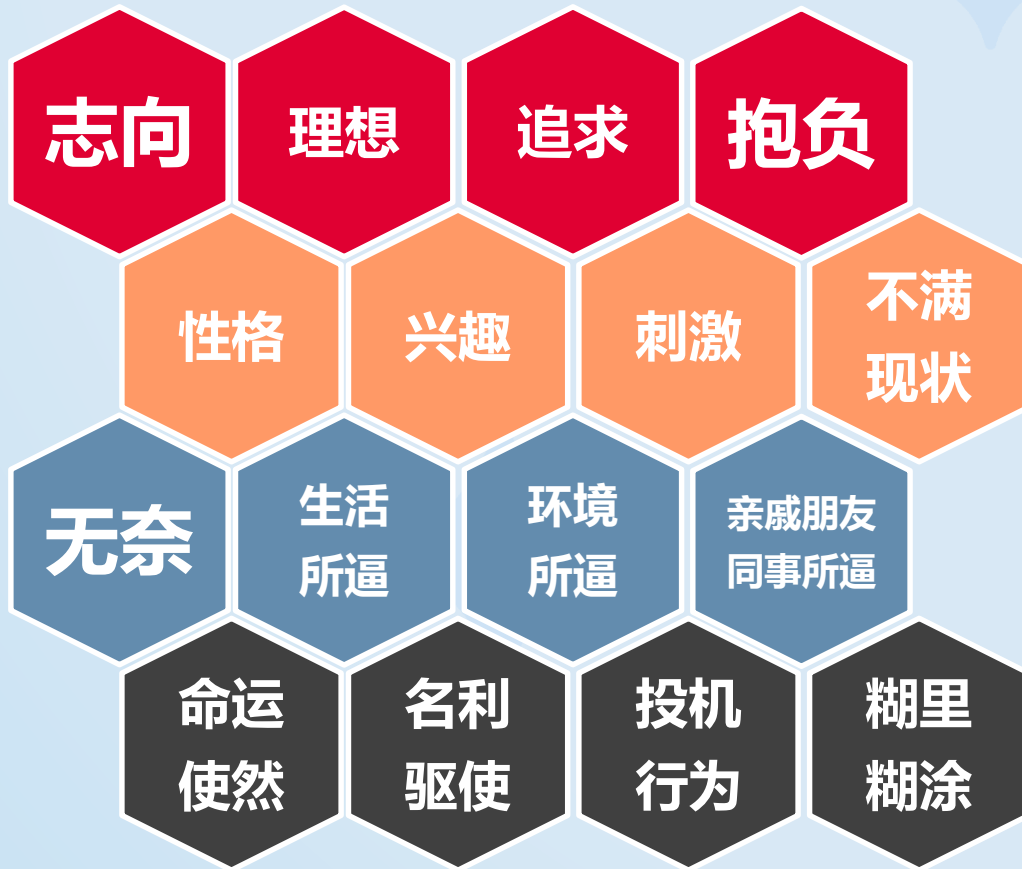 志向
理想
追求
抱负
性格
兴趣
刺激
不满
现状
无奈
生活
所逼
环境
所逼
亲戚朋友
同事所逼
命运
使然
名利
驱使
投机
行为
糊里
糊涂